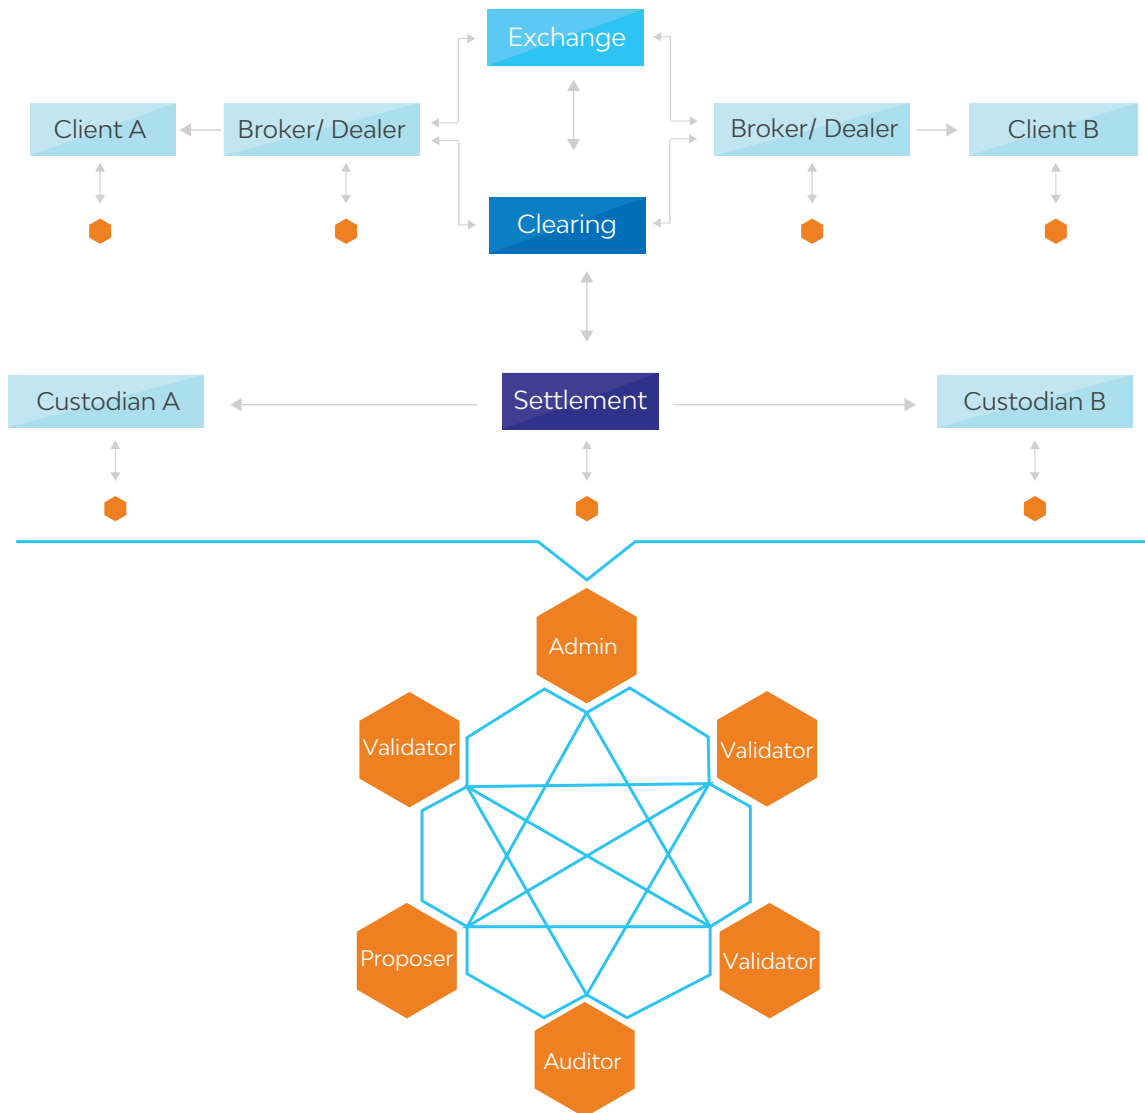 Exchange
Client A
Broker/ Dealer
Broker/ Dealer
Client B
Clearing
Custodian A
Settlement
Custodian B
Admin
Validator
Validator
Proposer
Validator
Auditor